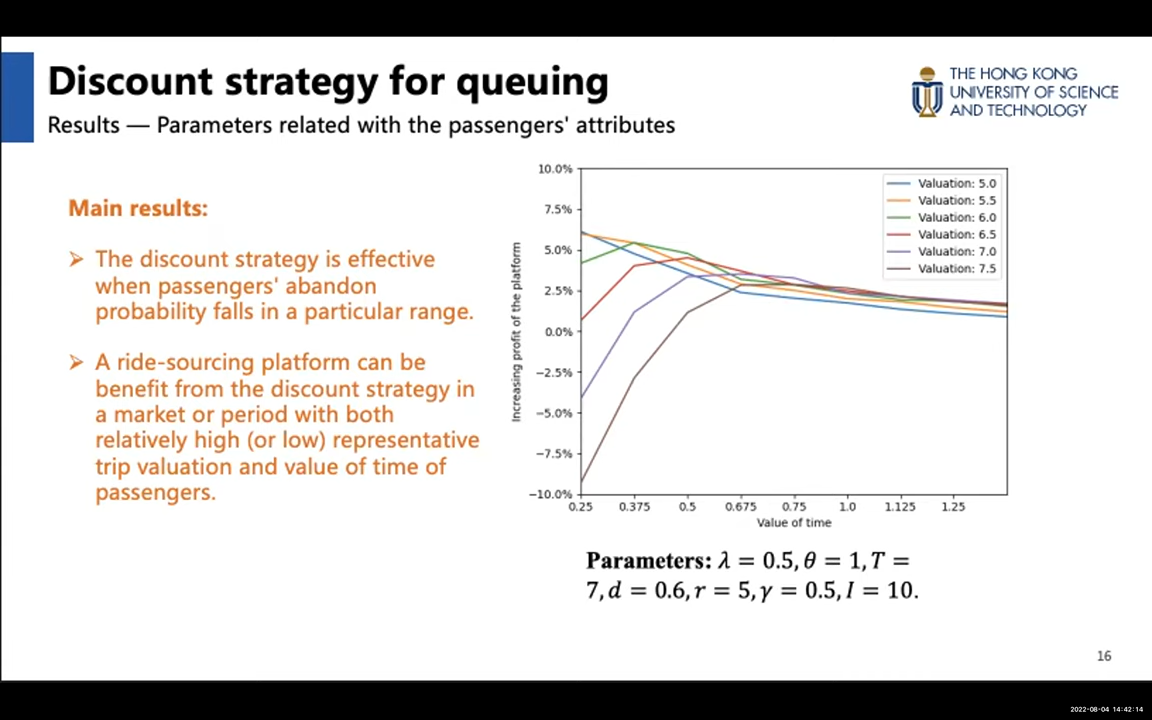 Discount strategy for queuing
Results — Parameters related with the passengers' attributes
THE HONG KONG
UNIVERSITY OF SCIENCE
AND TECHNOLOGY
Main results:
➢ The discount strategy is effective
when passengers' abandon
probability falls in a particular range.
➢ A ride-sourcing platform can be
benefit from the discount strategy in
a market or period with both
relatively high (or low) representative
trip valuation and value of time of
passengers.
Increasing profit of the platform
10.0%
7.5%
5.0%
2.5%
0.0%
−2.5%
−5.0%
−7.5%
−10.0%
Valuation: 5.0
Valuation: 5.5
Valuation: 6.0
Valuation: 6.5
Valuation: 7.0
Valuation: 7.5
0.25 0.375 0.5 0.675 0.75 1.0 1.125 1.25
Value of time
Parameters: λ = 0.5, θ = 1, T =
7, d = 0.6, r = 5, γ = 0.5, I = 10.
16
2022-08-04 14:42:14